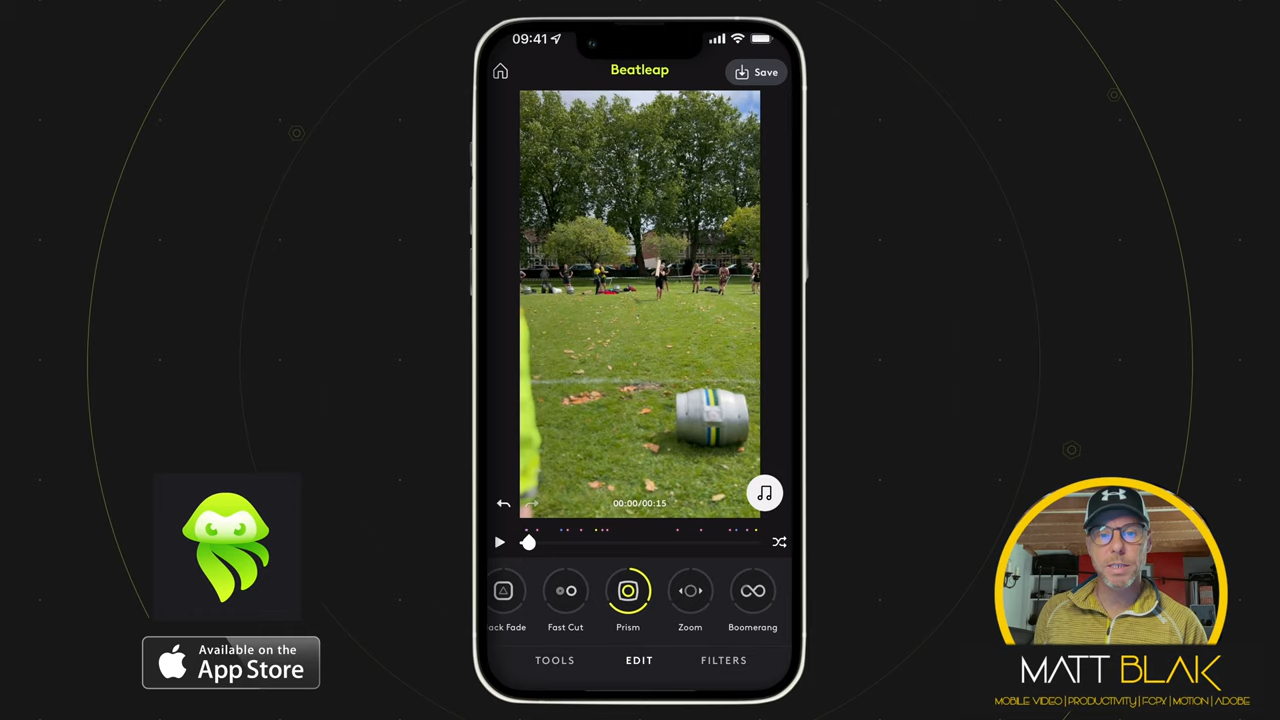 09:41
Beatleap
Save
00:00/00:15
ack Fade
Fast Cut
Prism
Zoom
Boomerang
TOOLS
EDIT
FILTERS
Available on the
App Store
MATT BLAK
MOBILE VIDEO | PRODUCTIVITY | FCPX | MOTION | ADOBE